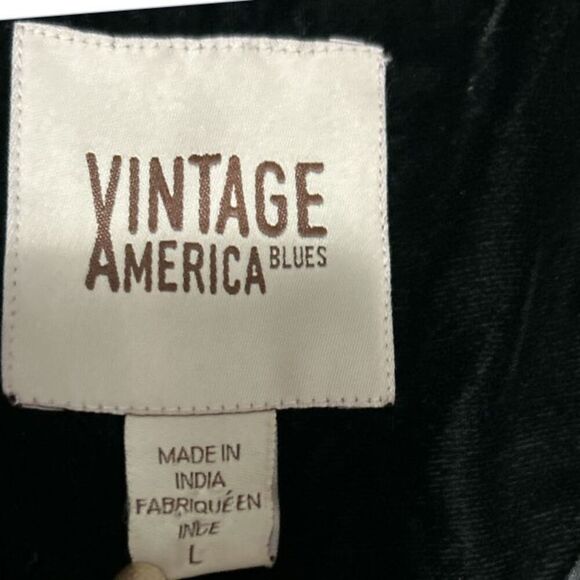 VINTAGE
AMERICA BLUES
MADE IN
INDIA
FABRIQUÉ EN
INDE
L